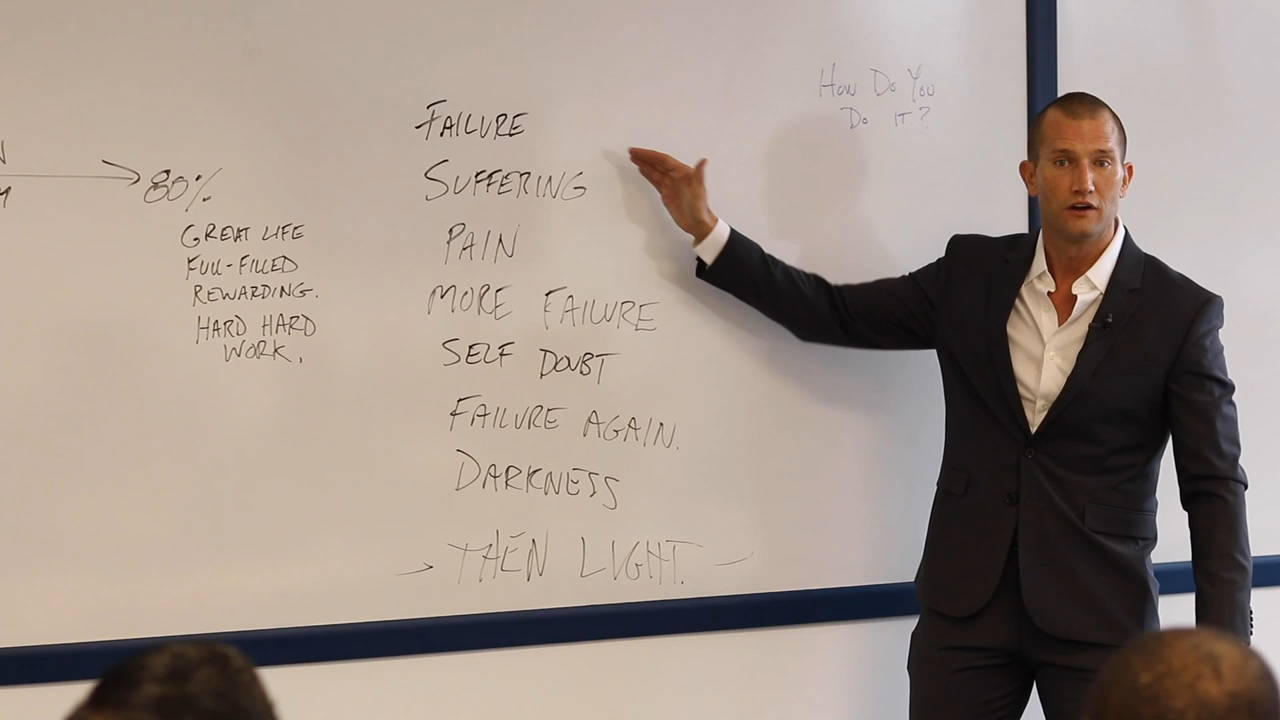 80%
GREAT LIFE
FULL-FILLED
REWARDING.
HARD HARD
WORK.
FAILURE
SUFFERING
PAIN
MORE FAILURE
SELF DOUBT
FAILURE AGAIN.
DARKNESS
THEN LIGHT.
How Do You
Do IT.?